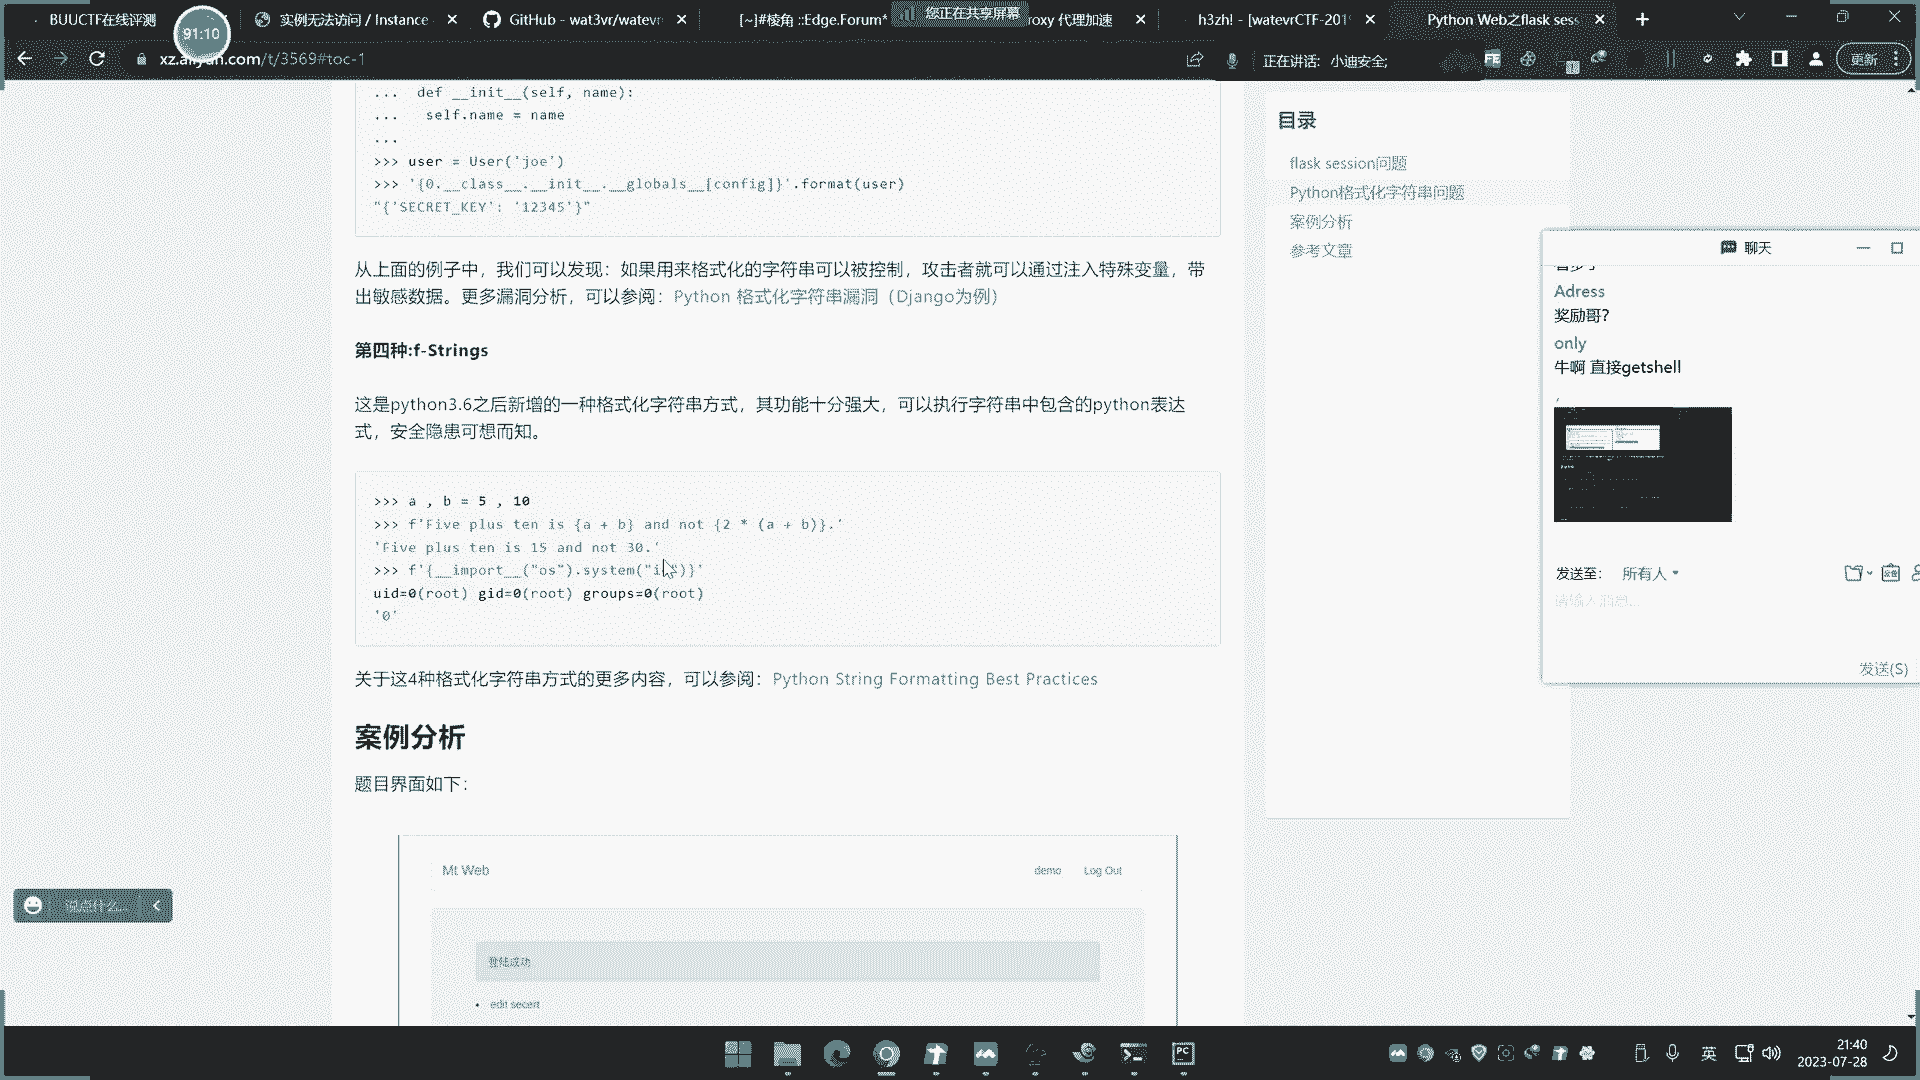 BUUCTF在线评测
实例无法访问 / Instance
GitHub - wat3vr/watevr
[~]#棱角 ::Edge.Forum*
您正在共享屏幕
roxy 代理加速
h3zh! - [watevrCTF-201
Python Web之flask sess
91:10
/t/3569#toc-1
正在讲话: 小迪安全;
更新
... def __init__(self, name):
... self.name = name
...
>>> user = User('joe')
>>> '{0.__class__.__init__.__globals__[config]}'.format(user)
"{'SECRET_KEY': '12345'}"
从上面的例子中，我们可以发现：如果用来格式化的字符串可以被控制，攻击者就可以通过注入特殊变量，带
出敏感数据。更多漏洞分析，可以参阅：Python 格式化字符串漏洞（Django为例）
第四种:f-Strings
这是python3.6之后新增的一种格式化字符串方式，其功能十分强大，可以执行字符串中包含的python表达
式，安全隐患可想而知。
>>> a , b = 5 , 10
>>> f'Five plus ten is {a + b} and not {2 * (a + b)}.'
'Five plus ten is 15 and not 30.'
>>> f'{__import__("os").system("i")}'
uid=0(root) gid=0(root) groups=0(root)
'0'
关于这4种格式化字符串方式的更多内容，可以参阅：Python String Formatting Best Practices
案例分析
题目界面如下：
Mt Web
demo
Log Out
登陆成功
edit secert
目录
flask session问题
Python格式化字符串问题
案例分析
参考文章
聊天
Adress
奖励哥?
only
牛啊 直接getshell
发送至: 所有人
请输入消息...
发送(S)
说点什么...
英
21:40
2023-07-28